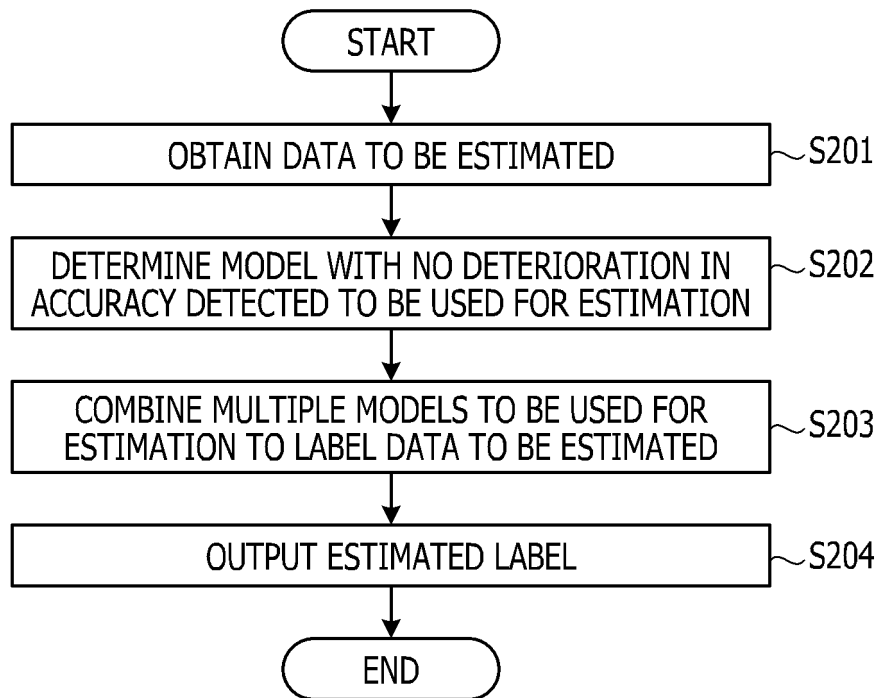 START
OBTAIN DATA TO BE ESTIMATED
S201
DETERMINE MODEL WITH NO DETERIORATION IN
ACCURACY DETECTED TO BE USED FOR ESTIMATION
S202
COMBINE MULTIPLE MODELS TO BE USED FOR
ESTIMATION TO LABEL DATA TO BE ESTIMATED
S203
OUTPUT ESTIMATED LABEL
S204
END